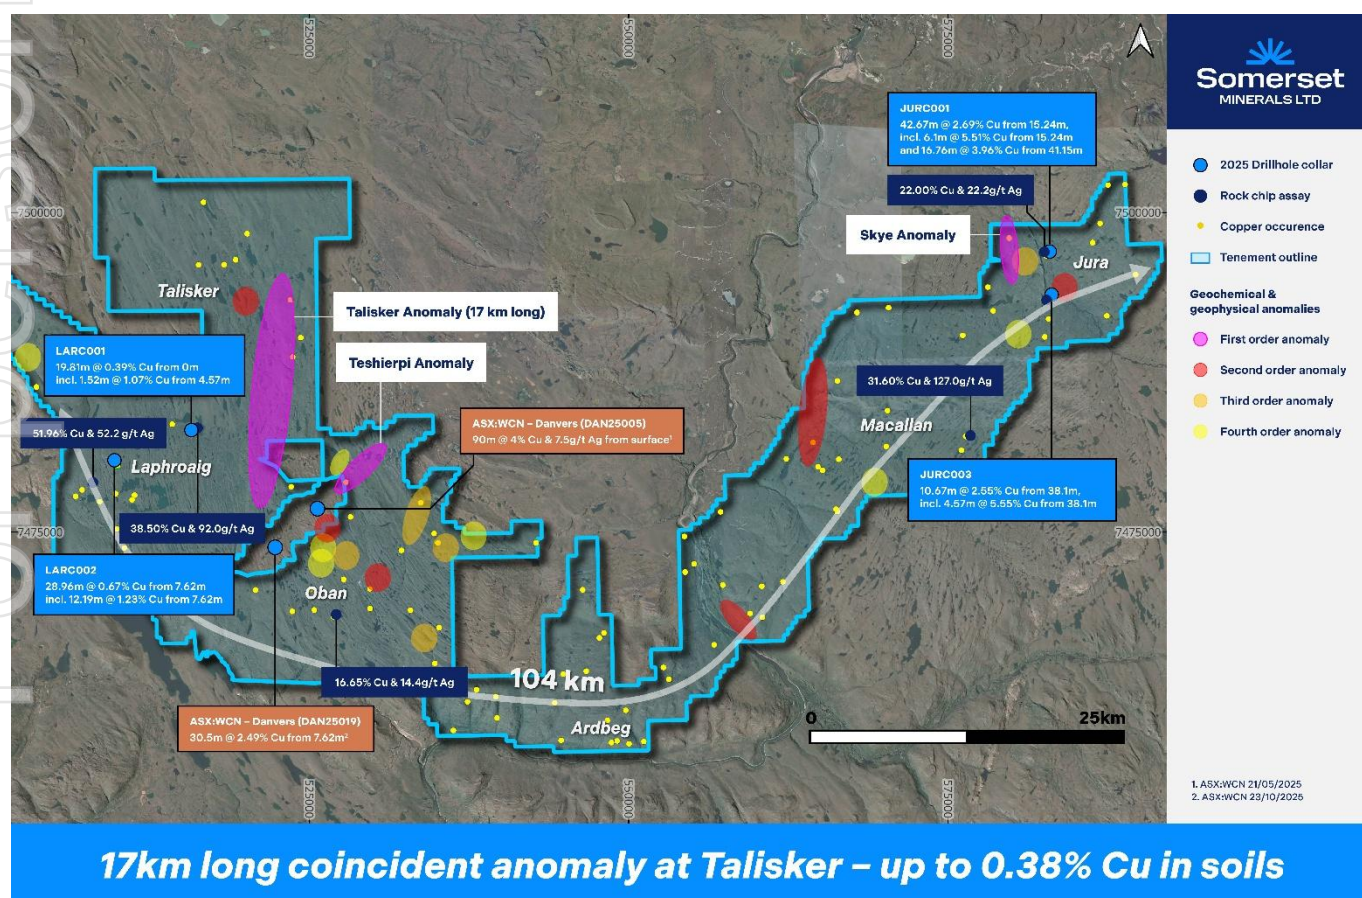 525000
550000
575000
7500000
7500000
7475000
7475000
525000
550000
575000
JURC001
42.67m @ 2.69% Cu from 15.24m,
incl. 6.1m @ 5.51% Cu from 15.24m
and 16.76m @ 3.96% Cu from 41.15m
22.00% Cu & 22.2g/t Ag
Skye Anomaly
Jura
Talisker
Talisker Anomaly (17 km long)
Teshierpi Anomaly
LARC001
19.81m @ 0.39% Cu from 0m
incl. 1.52m @ 1.07% Cu from 4.57m
51.96% Cu & 52.2 g/t Ag
Laphroaig
38.50% Cu & 92.0g/t Ag
LARC002
28.96m @ 0.67% Cu from 7.62m
incl. 12.19m @ 1.23% Cu from 7.62m
ASX:WCN – Danvers (DAN25005)
90m @ 4% Cu & 7.5g/t Ag from surface¹
31.60% Cu & 127.0g/t Ag
Macallan
JURC003
10.67m @ 2.55% Cu from 38.1m,
incl. 4.57m @ 5.55% Cu from 38.1m
Oban
16.65% Cu & 14.4g/t Ag
ASX:WCN – Danvers (DAN25019)
30.5m @ 2.49% Cu from 7.62m²
104 km
Ardbeg
0
25km
Somerset
MINERALS LTD
2025 Drillhole collar
Rock chip assay
Copper occurence
Tenement outline
Geochemical &
geophysical anomalies
First order anomaly
Second order anomaly
Third order anomaly
Fourth order anomaly
1. ASX:WCN 21/05/2025
2. ASX:WCN 23/10/2025
17km long coincident anomaly at Talisker – up to 0.38% Cu in soils